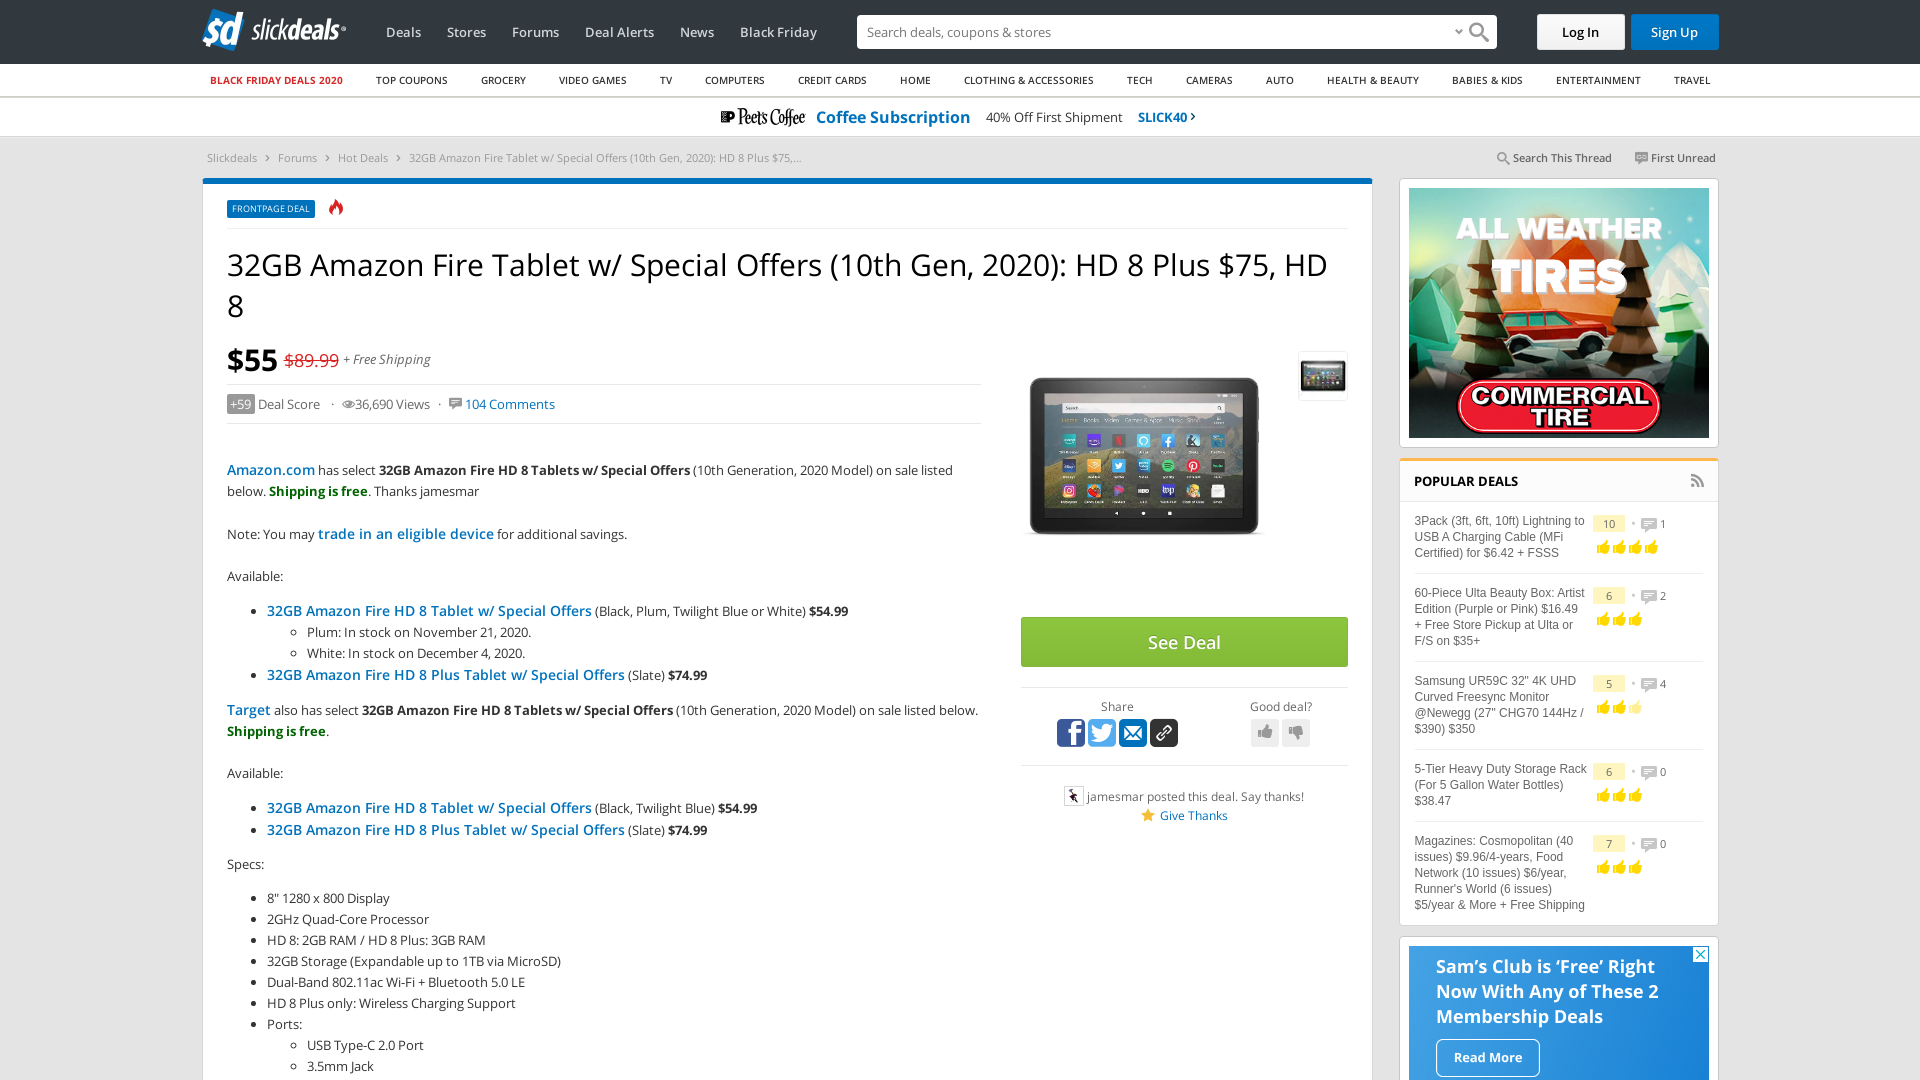 sd slickdeals
Deals
Stores
Forums
Deal Alerts
News
Black Friday
Search deals, coupons & stores
Log In
Sign Up
BLACK FRIDAY DEALS 2020
TOP COUPONS
GROCERY
VIDEO GAMES
TV
COMPUTERS
CREDIT CARDS
HOME
CLOTHING & ACCESSORIES
TECH
CAMERAS
AUTO
HEALTH & BEAUTY
BABIES & KIDS
ENTERTAINMENT
TRAVEL
Peet's Coffee Coffee Subscription 40% Off First Shipment SLICK40
Slickdeals > Forums > Hot Deals > 32GB Amazon Fire Tablet w/ Special Offers (10th Gen, 2020): HD 8 Plus $75,...
Search This Thread
First Unread
FRONTPAGE DEAL
32GB Amazon Fire Tablet w/ Special Offers (10th Gen, 2020): HD 8 Plus $75, HD
8
$55 $89.99 + Free Shipping
+59 Deal Score · 36,690 Views · 104 Comments
Amazon.com has select 32GB Amazon Fire HD 8 Tablets w/ Special Offers (10th Generation, 2020 Model) on sale listed
below. Shipping is free. Thanks jamesmar
Note: You may trade in an eligible device for additional savings.
Available:
32GB Amazon Fire HD 8 Tablet w/ Special Offers (Black, Plum, Twilight Blue or White) $54.99
Plum: In stock on November 21, 2020.
White: In stock on December 4, 2020.
32GB Amazon Fire HD 8 Plus Tablet w/ Special Offers (Slate) $74.99
Target also has select 32GB Amazon Fire HD 8 Tablets w/ Special Offers (10th Generation, 2020 Model) on sale listed below.
Shipping is free.
Available:
32GB Amazon Fire HD 8 Tablet w/ Special Offers (Black, Twilight Blue) $54.99
32GB Amazon Fire HD 8 Plus Tablet w/ Special Offers (Slate) $74.99
Specs:
8" 1280 x 800 Display
2GHz Quad-Core Processor
HD 8: 2GB RAM / HD 8 Plus: 3GB RAM
32GB Storage (Expandable up to 1TB via MicroSD)
Dual-Band 802.11ac Wi-Fi + Bluetooth 5.0 LE
HD 8 Plus only: Wireless Charging Support
Ports:
USB Type-C 2.0 Port
3.5mm Jack
See Deal
Share
Good deal?
jamesmar posted this deal. Say thanks!
Give Thanks
ALL WEATHER
TIRES
COMMERCIAL
TIRE
POPULAR DEALS
3Pack (3ft, 6ft, 10ft) Lightning to
USB A Charging Cable (MFi
Certified) for $6.42 + FSSS
10 • 1
60-Piece Ulta Beauty Box: Artist
Edition (Purple or Pink) $16.49
+ Free Store Pickup at Ulta or
F/S on $35+
6 • 2
Samsung UR59C 32" 4K UHD
Curved Freesync Monitor
@Newegg (27" CHG70 144Hz /
$390) $350
5 • 4
5-Tier Heavy Duty Storage Rack
(For 5 Gallon Water Bottles)
$38.47
6 • 0
Magazines: Cosmopolitan (40
issues) $9.96/4-years, Food
Network (10 issues) $6/year,
Runner's World (6 issues)
$5/year & More + Free Shipping
7 • 0
Sam's Club is 'Free' Right
Now With Any of These 2
Membership Deals
Read More